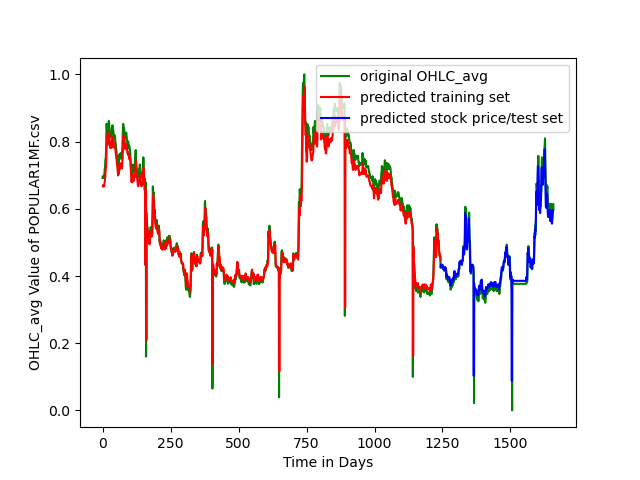 original OHLC_avg
predicted training set
predicted stock price/test set
OHLC_avg Value of POPULAR1MF.csv
1.0
0.8
0.6
0.4
0.2
0.0
0 250 500 750 1000 1250 1500
Time in Days